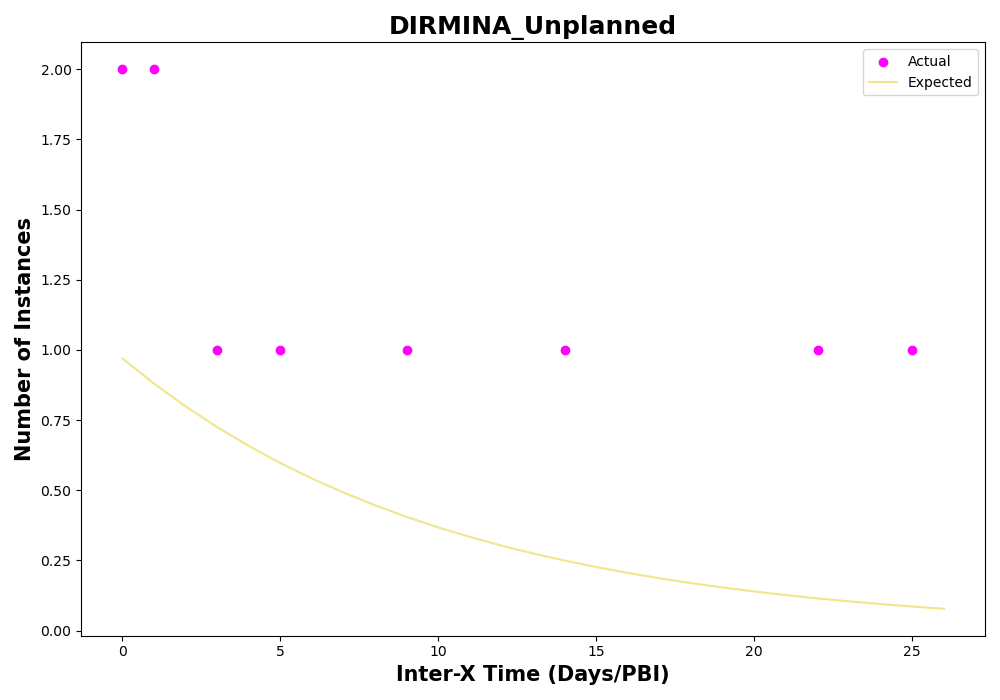 DIRMINA_Unplanned
Actual
Expected
Number of Instances
2.00
1.75
1.50
1.25
1.00
0.75
0.50
0.25
0.00
0 5 10 15 20 25
Inter-X Time (Days/PBI)